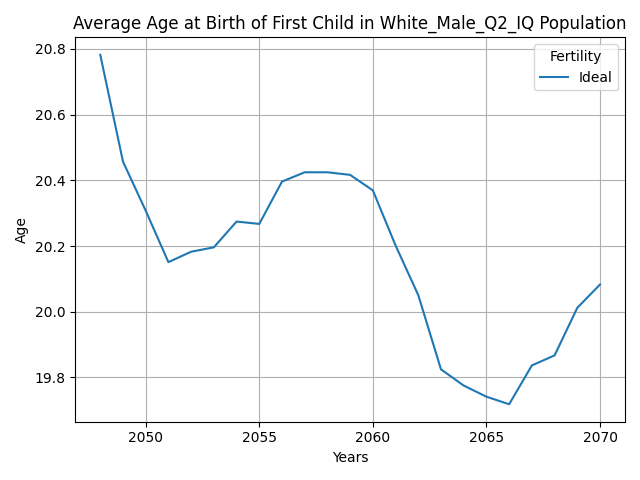 Average Age at Birth of First Child in White_Male_Q2_IQ Population
Fertility
Ideal
20.8
20.6
20.4
20.2
20.0
19.8
Age
2050 2055 2060 2065 2070
Years